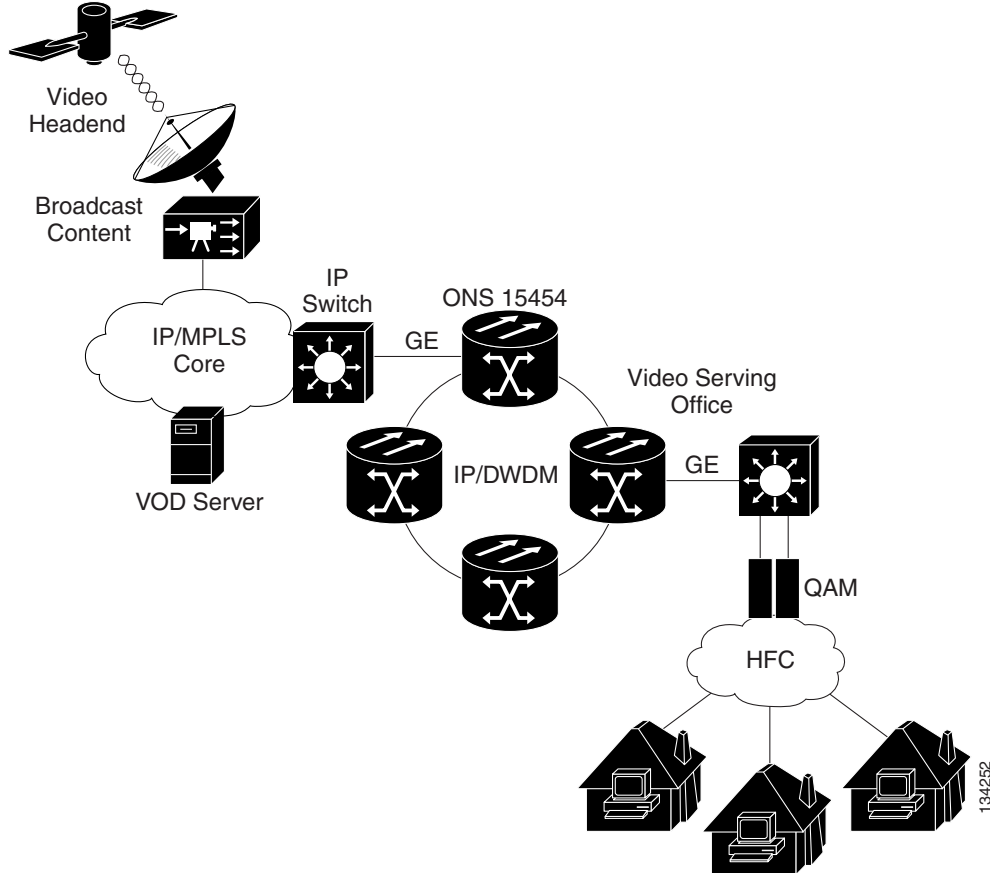 Video
Headend
Broadcast
Content
IP
Switch
ONS 15454
IP/MPLS
Core
GE
Video Serving
Office
VOD Server
IP/DWDM
GE
QAM
HFC
134252